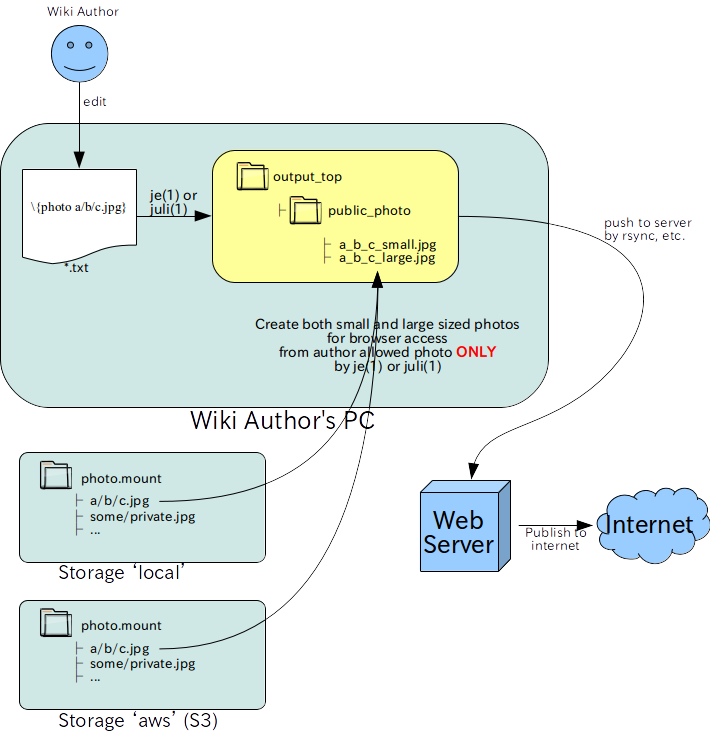 Wiki Author
edit
\{photo a/b/c.jpg}
*.txt
je(1) or
juli(1)
output_top
public_photo
a_b_c_small.jpg
a_b_c_large.jpg
push to server
by rsync, etc.
Create both small and large sized photos
for browser access
from author allowed photo ONLY
by je(1) or juli(1)
Wiki Author's PC
photo.mount
a/b/c.jpg
some/private.jpg
...
Storage ‘local’
Web
Server
Publish to
internet
Internet
photo.mount
a/b/c.jpg
some/private.jpg
...
Storage ‘aws’ (S3)